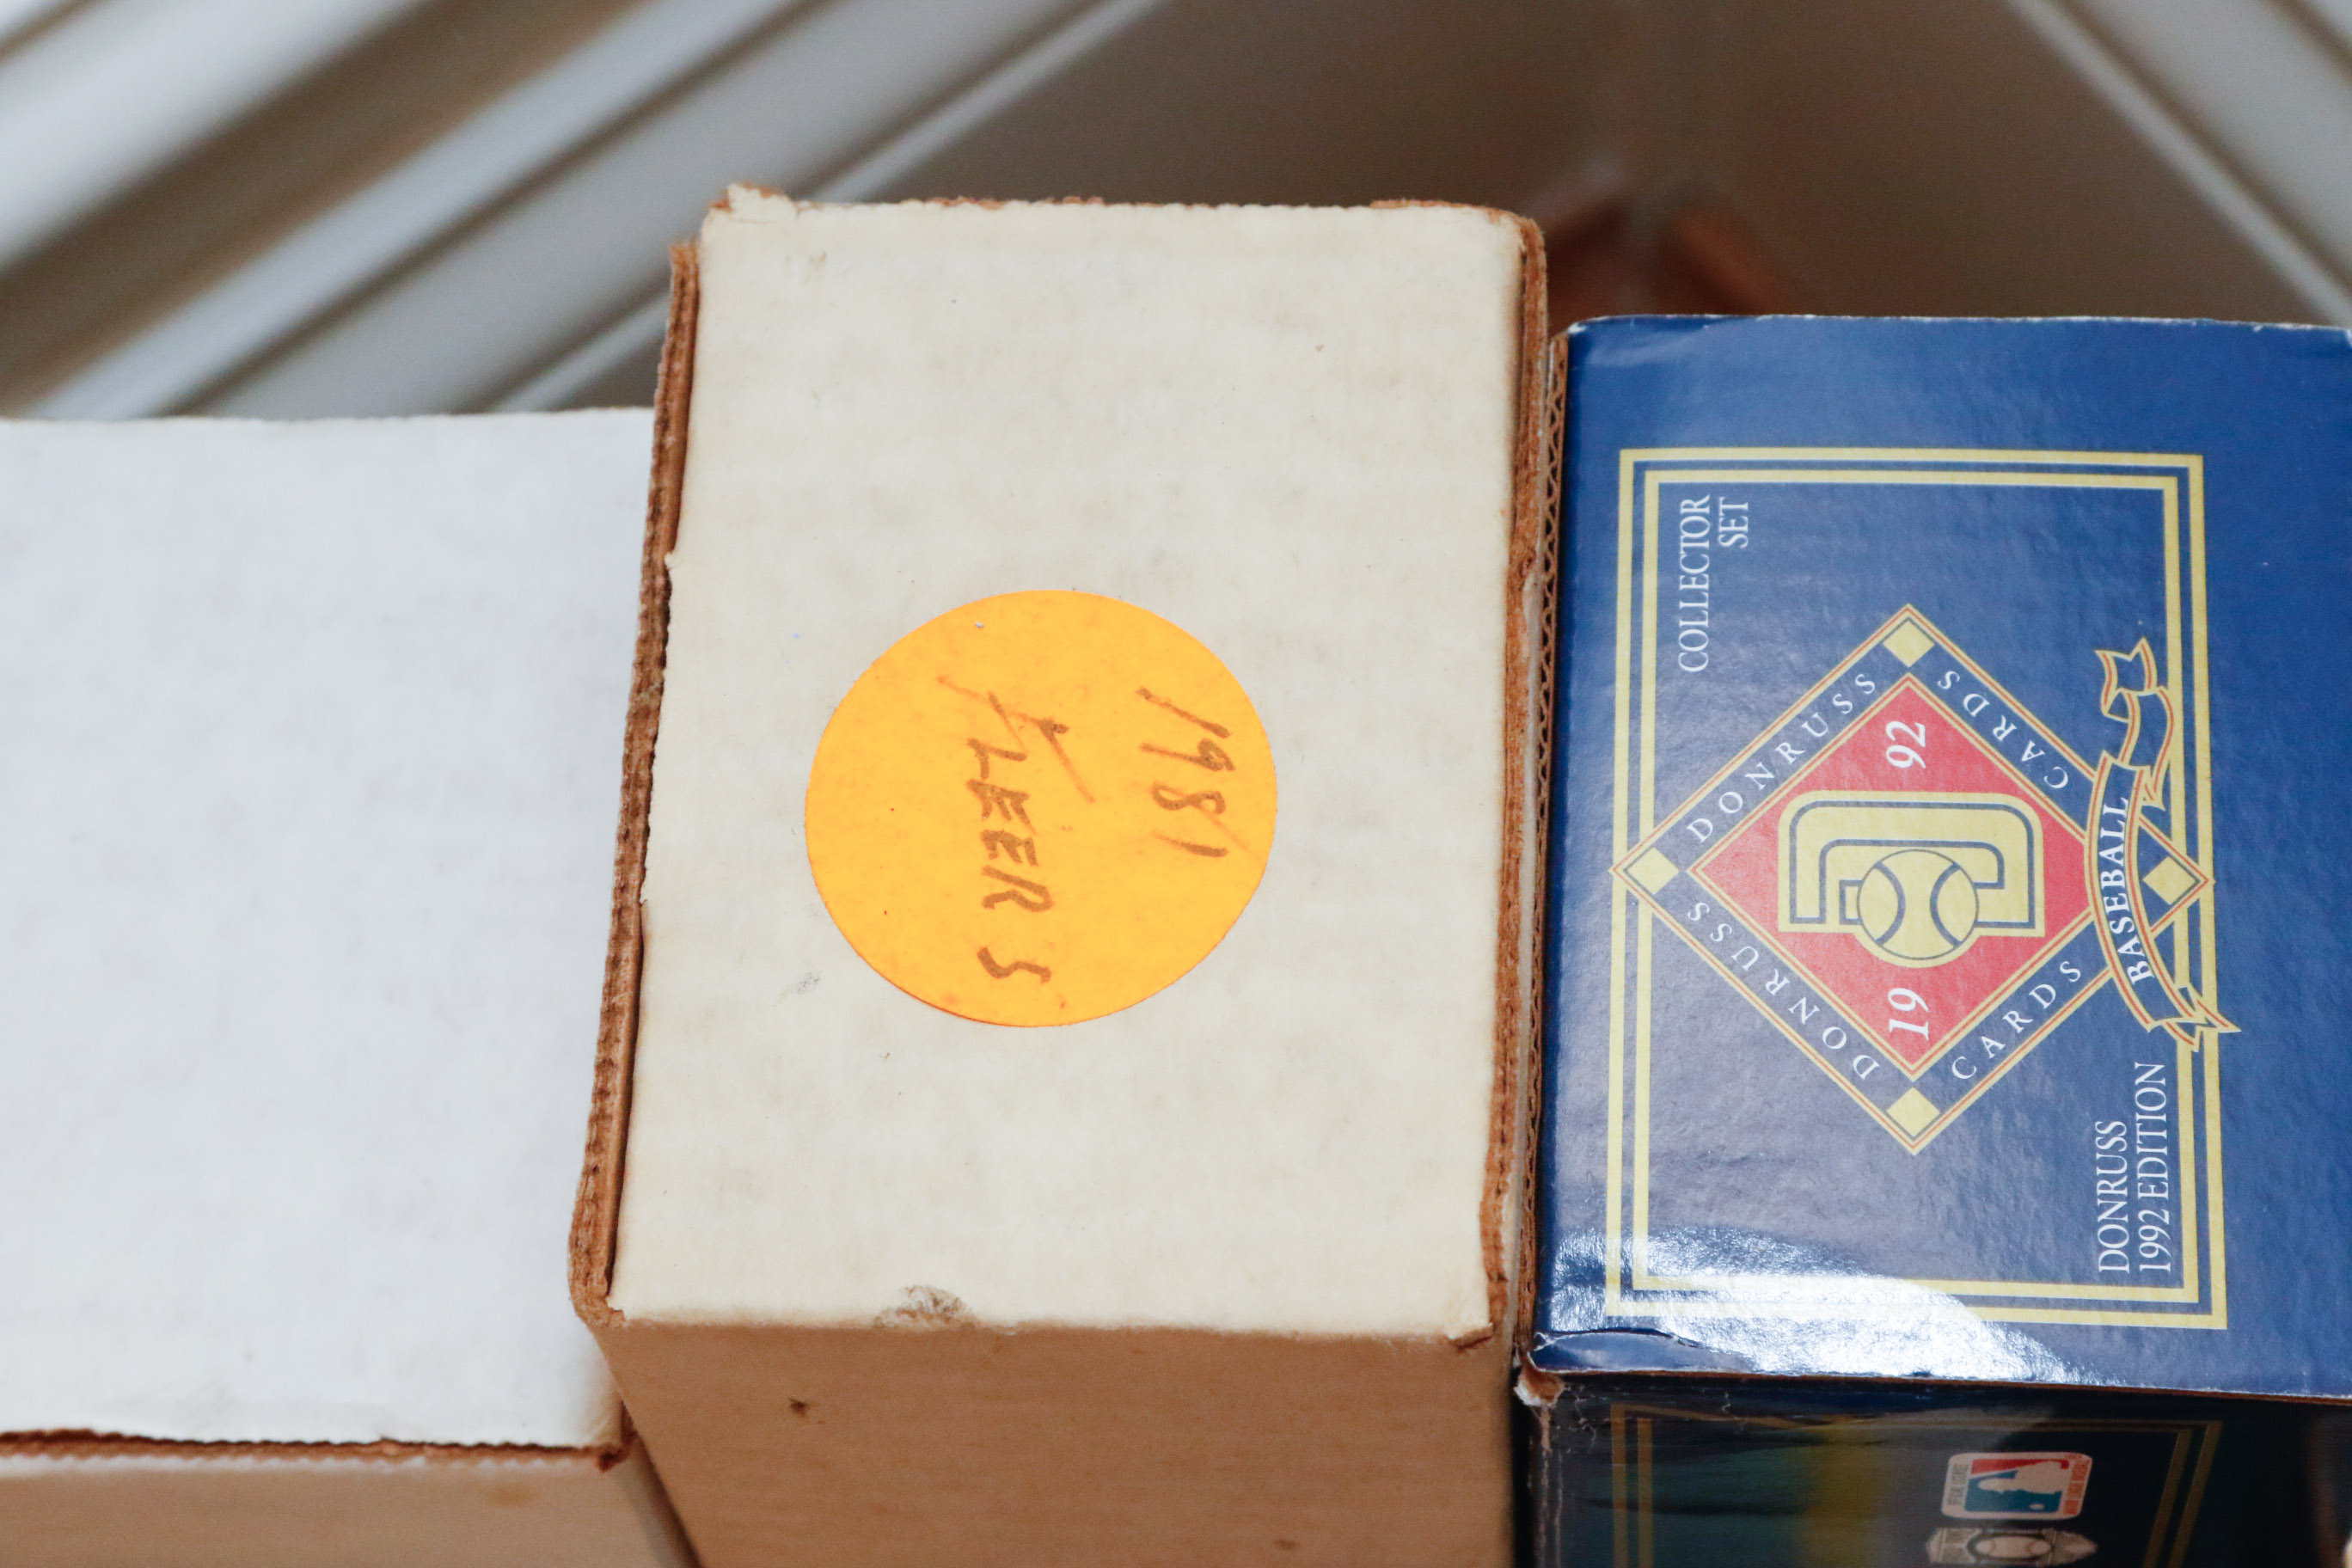 1981
FLEERS
COLLECTOR
SET
DONRUSS CARDS
DONRUSS CARDS
19 92
BASEBALL
DONRUSS
1992 EDITION